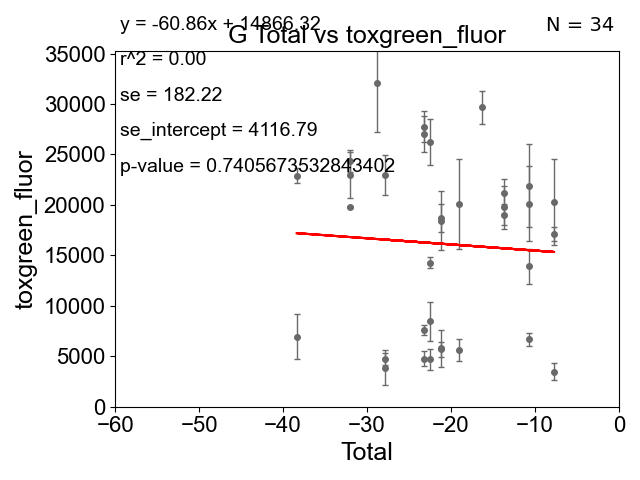 y = -60.86x + 14866.32
N = 34
G Total vs toxgreen_fluor
r^2 = 0.00
se = 182.22
se_intercept = 4116.79
p-value = 0.7405673532843402
toxgreen_fluor
35000
30000
25000
20000
15000
10000
5000
0
−60
−50
−40
−30
−20
−10
0
Total